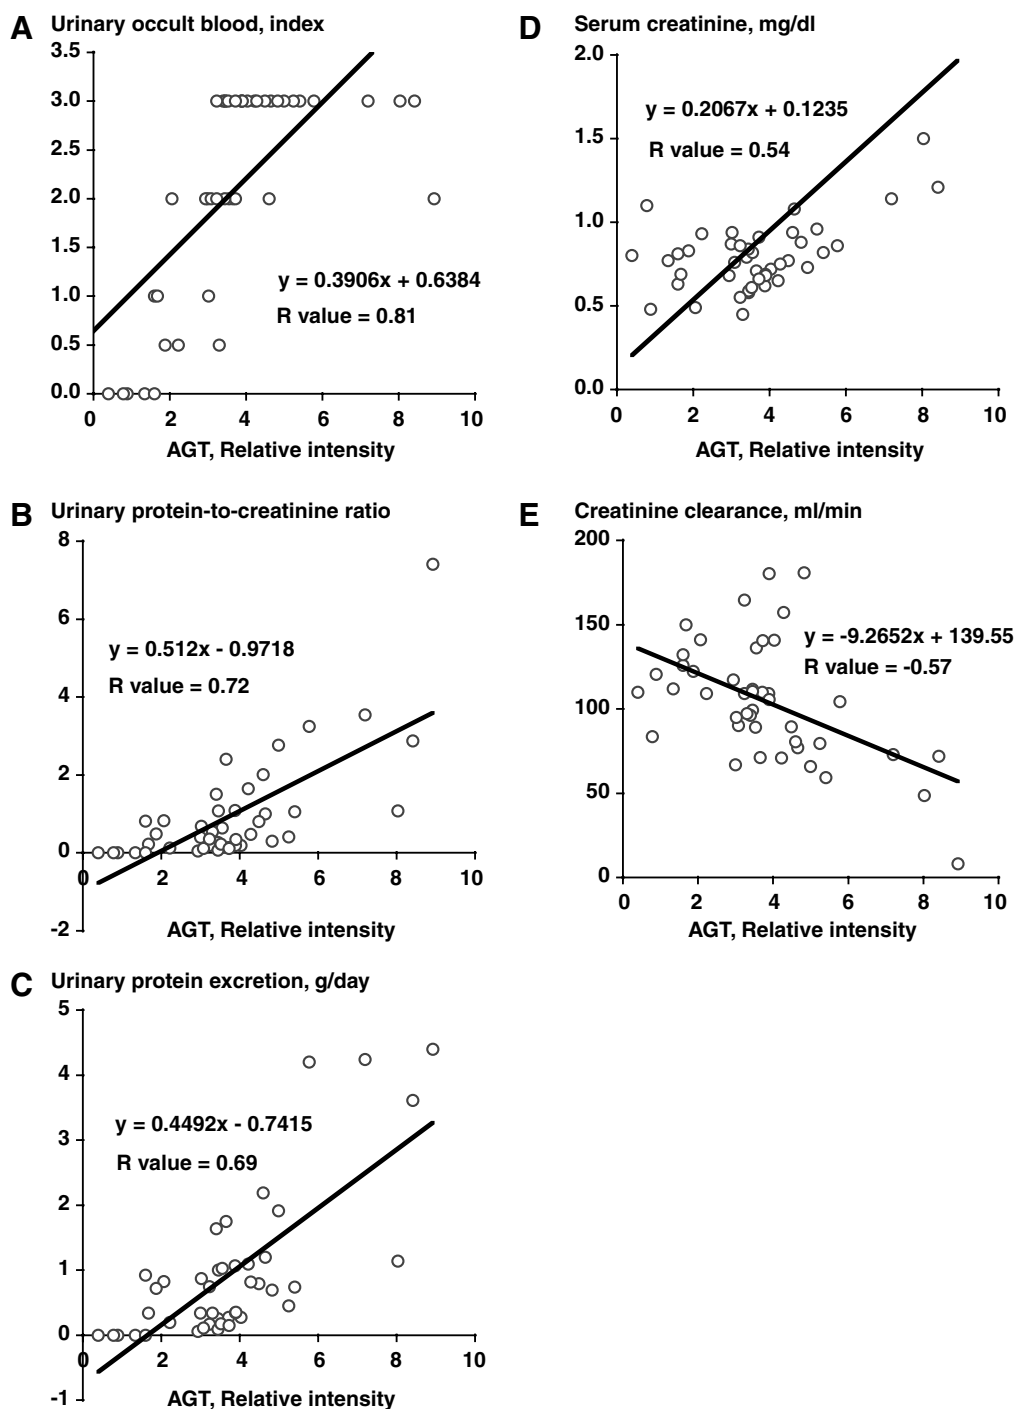 A Urinary occult blood, index
3.5
3.0
2.5
2.0
1.5
1.0
0.5
0.0
y = 0.3906x + 0.6384
R value = 0.81
0 2 4 6 8 10
AGT, Relative intensity
B Urinary protein-to-creatinine ratio
8
6
4
2
0
-2
y = 0.512x - 0.9718
R value = 0.72
0 2 4 6 8 10
AGT, Relative intensity
C Urinary protein excretion, g/day
5
4
3
2
1
0
-1
y = 0.4492x - 0.7415
R value = 0.69
0 2 4 6 8 10
AGT, Relative intensity
D Serum creatinine, mg/dl
2.0
1.5
1.0
0.5
0.0
y = 0.2067x + 0.1235
R value = 0.54
0 2 4 6 8 10
AGT, Relative intensity
E Creatinine clearance, ml/min
200
150
100
50
0
y = -9.2652x + 139.55
R value = -0.57
0 2 4 6 8 10
AGT, Relative intensity